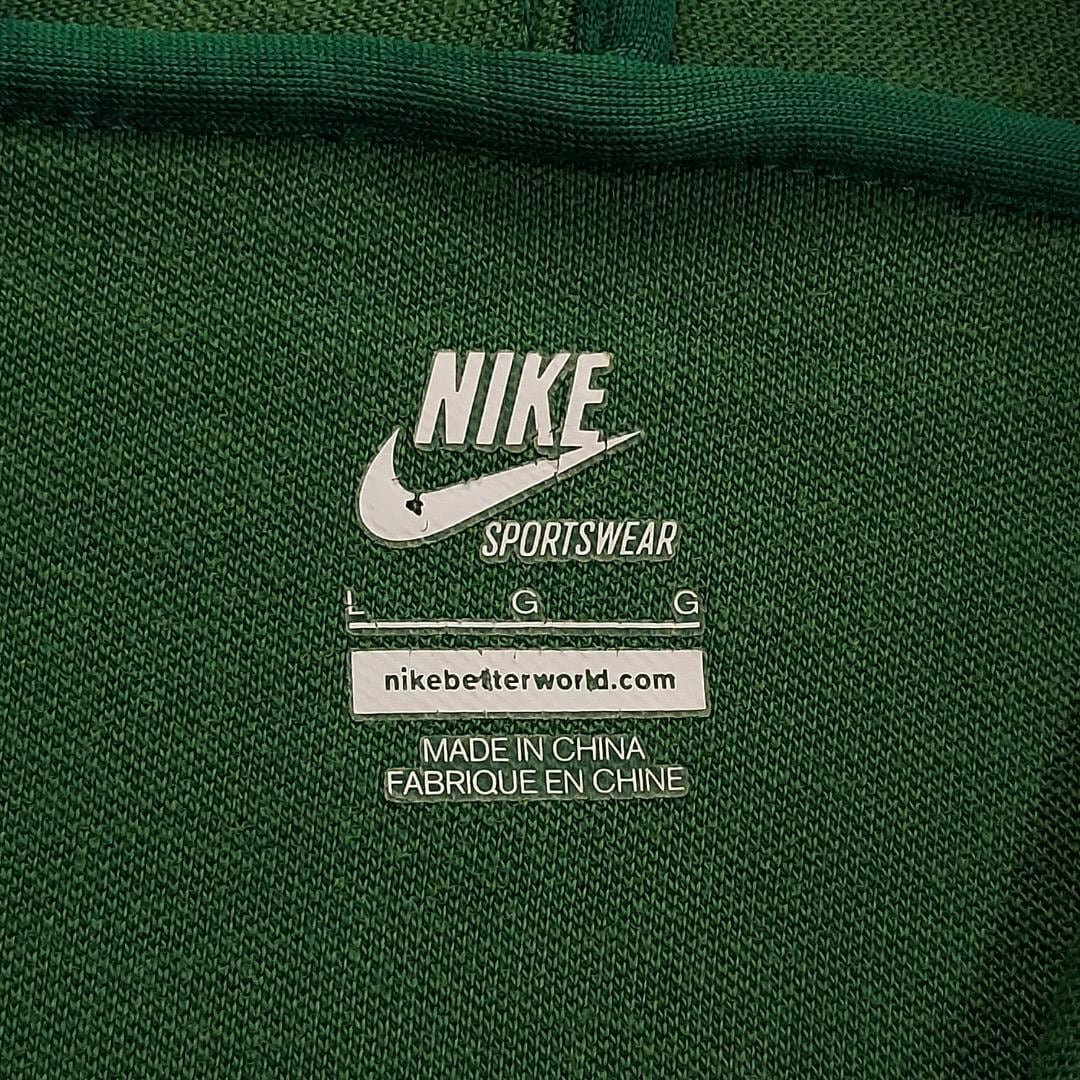 NIKE
SPORTSWEAR
L G G
nikebetterworld.com
MADE IN CHINA
FABRIQUE EN CHINE